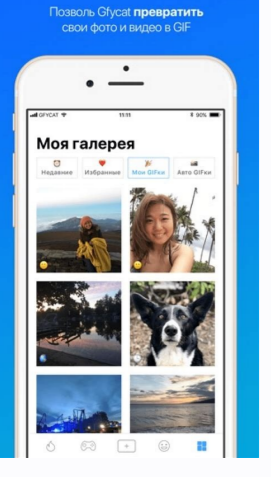 Позволь Gfycat превратить
свои фото и видео в GIF
GFYCAT 11:11 90%
Моя галерея
Недавние Избранные Мои GIFки Авто GIFки